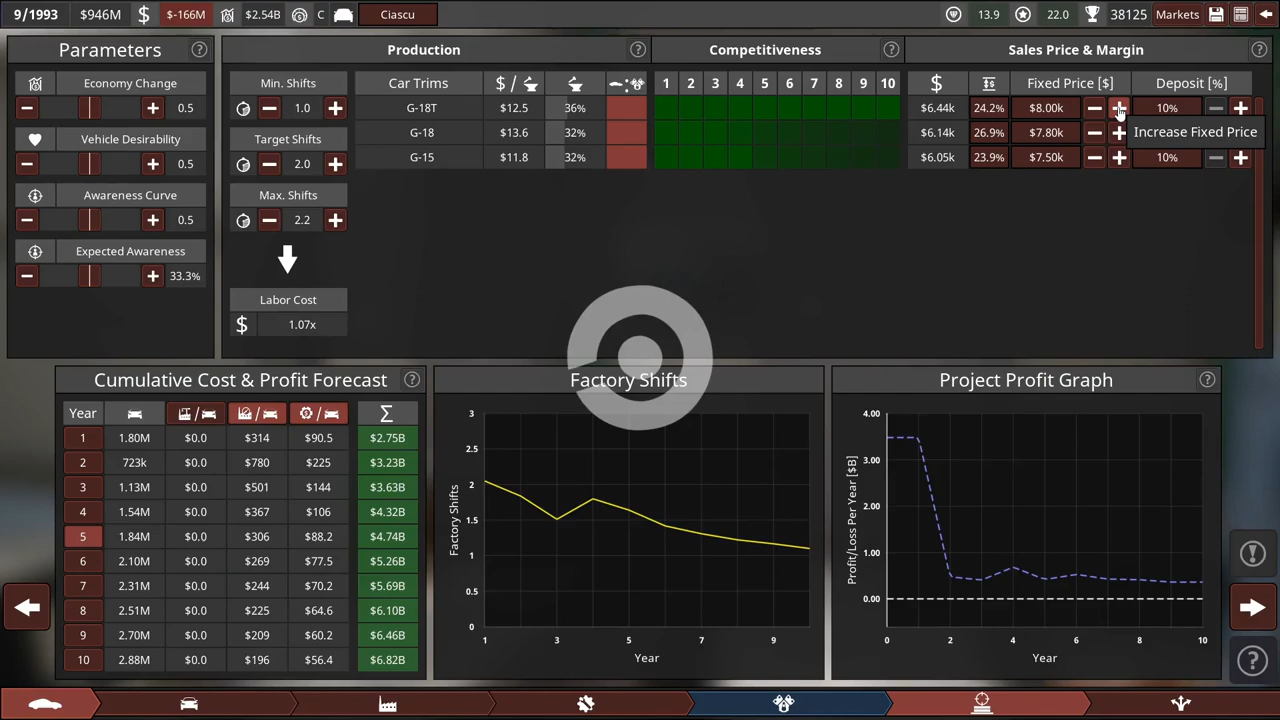 9/1993 $946M $ $-166M $2.54B C Ciascu 13.9 22.0 38125 Markets
Parameters ?
Economy Change
0.5
Vehicle Desirability
0.5
Awareness Curve
0.5
Expected Awareness
33.3%
Production ?
Min. Shifts
1.0
Target Shifts
2.0
Max. Shifts
2.2
Labor Cost
$ 1.07x
Car Trims $ /
G-18T $12.5 36%
G-18 $13.6 32%
G-15 $11.8 32%
Competitiveness ?
1 2 3 4 5 6 7 8 9 10
Sales Price & Margin ?
$ Fixed Price [$] Deposit [%]
$6.44k 24.2% $8.00k 10%
$6.14k 26.9% $7.80k
$6.05k 23.9% $7.50k 10%
Increase Fixed Price
Cumulative Cost & Profit Forecast ?
Year Σ
1 1.80M $0.0 $314 $90.5 $2.75B
2 723k $0.0 $780 $225 $3.23B
3 1.13M $0.0 $501 $144 $3.63B
4 1.54M $0.0 $367 $106 $4.32B
5 1.84M $0.0 $306 $88.2 $4.74B
6 2.10M $0.0 $269 $77.5 $5.26B
7 2.31M $0.0 $244 $70.2 $5.69B
8 2.51M $0.0 $225 $64.6 $6.10B
9 2.70M $0.0 $209 $60.2 $6.46B
10 2.88M $0.0 $196 $56.4 $6.82B
Factory Shifts
Factory Shifts
3
2.5
2
1.5
1
0.5
0
1 3 5 7 9
Year
Project Profit Graph ?
Profit/Loss Per Year [$B]
4.00
3.00
2.00
1.00
0.00
0 2 4 6 8 10
Year
?